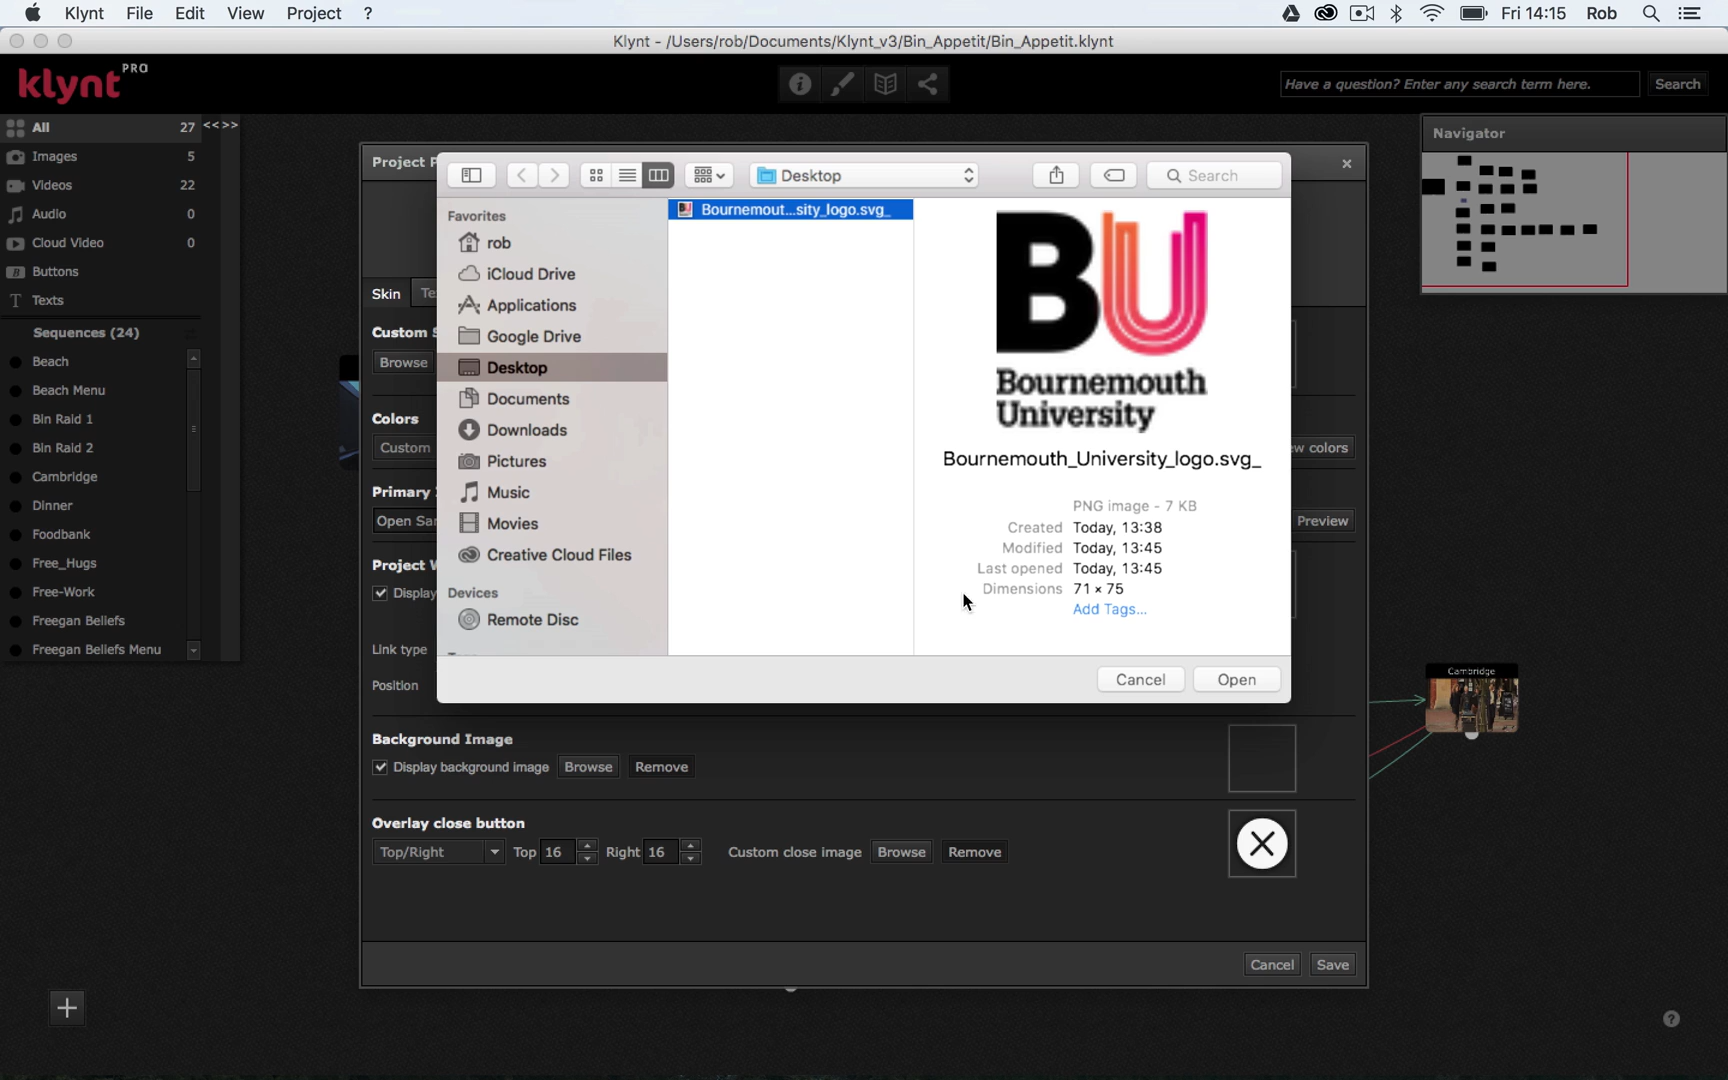 Klynt File Edit View Project ? Fri 14:15 Rob
Klynt - /Users/rob/Documents/Klynt_v3/Bin_Appetit/Bin_Appetit.klynt
klynt PRO
Have a question? Enter any search term here. Search
All 27 <<>>
Images 5
Videos 22
Audio 0
Cloud Video 0
Buttons
Texts
Sequences (24)
Beach
Beach Menu
Bin Raid 1
Bin Raid 2
Cambridge
Dinner
Foodbank
Free_Hugs
Free-Work
Freegan Beliefs
Freegan Beliefs Menu
Project P
Skin Te
Custom S
Browse
Colors
Custom
ew colors
Primary
Open Sa
Preview
Project W
Display
Link type
Position
Desktop
Search
Favorites
rob
iCloud Drive
Applications
Google Drive
Desktop
Documents
Downloads
Pictures
Music
Movies
Creative Cloud Files
Devices
Remote Disc
Bournemout...sity_logo.svg_
BU
Bournemouth
University
Bournemouth_University_logo.svg_
PNG image - 7 KB
Created Today, 13:38
Modified Today, 13:45
Last opened Today, 13:45
Dimensions 71 × 75
Add Tags...
Cancel Open
Background Image
Display background image Browse Remove
Overlay close button
Top/Right Top 16 Right 16 Custom close image Browse Remove
Cancel Save
Navigator
Cambridge
+
?